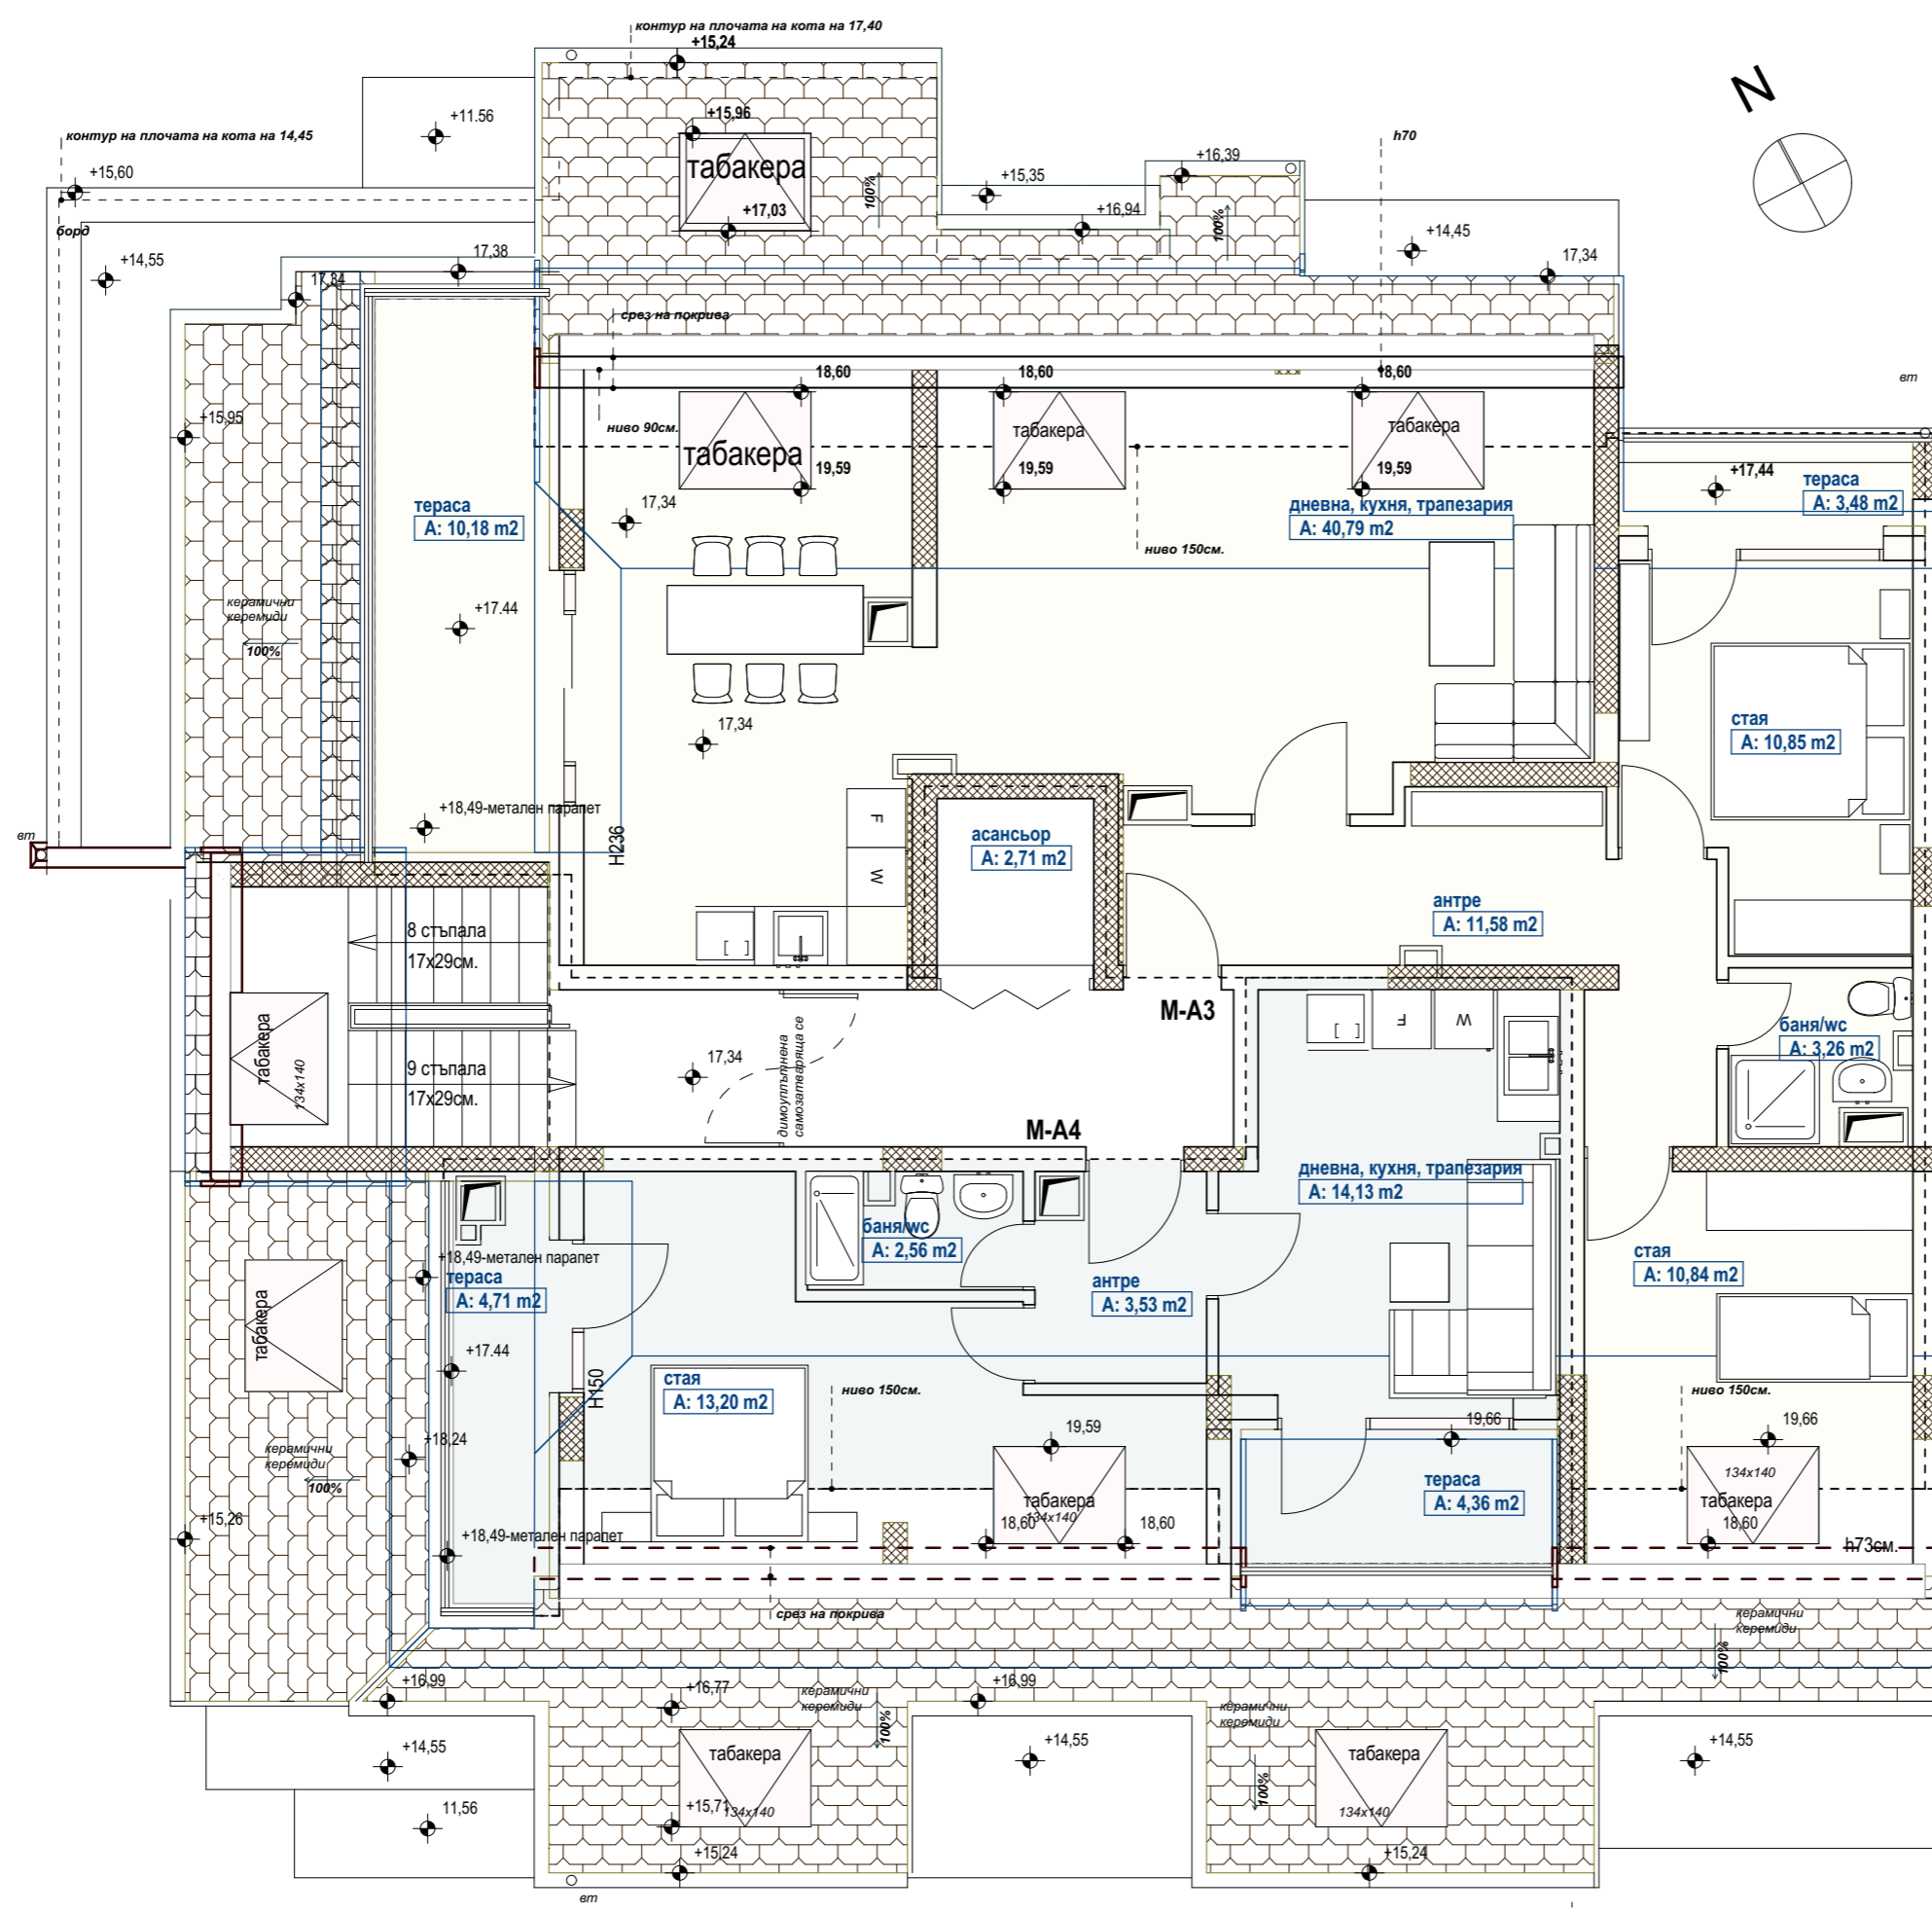 контур на плочата на кота на 17,40
+15,24
N
+11.56
+15,96
контур на плочата на кота на 14,45
h70
табакера
+16,39
+15,60
+15,35
100%
+17,03
+16,94
100%
борд
+14,45
+14,55
17,38
17,34
17,34
срез на покрива
18,60
18,60
18,60
вт
+15,95
ниво 90см.
табакера
табакера
табакера
19,59
19,59
19,59
+17,44
тераса
A: 3,48 m2
тераса
A: 10,18 m2
17,34
дневна, кухня, трапезария
A: 40,79 m2
ниво 150см.
керамични
керемиди
100%
+17.44
стая
A: 10,85 m2
17,34
+18,49-метален парапет
H236
F
W
асансьор
A: 2,71 m2
вт
антре
A: 11,58 m2
8 стъпала
17x29см.
M-A3
F
W
табакера
134x140
димоуплътнена
самозатваряща се
баня/wc
A: 3,26 m2
9 стъпала
17x29см.
17,34
M-A4
дневна, кухня, трапезария
A: 14,13 m2
баня/wc
A: 2,56 m2
+18,49-метален парапет
тераса
A: 4,71 m2
антре
A: 3,53 m2
стая
A: 10,84 m2
табакера
+17.44
H150
стая
A: 13,20 m2
ниво 150см.
ниво 150см.
19,59
19,66
19,66
+18,24
керамични
керемиди
100%
134x140
табакера
134x140
табакера
тераса
A: 4,36 m2
+15,26
+18,49-метален парапет
18,60
18,60
18,60
h73см.
срез на покрива
керамични
керемиди
100%
+16,99
+16,77
керамични
керемиди
100%
+16,99
керамични
керемиди
100%
+14,55
табакера
+14,55
табакера
+14,55
11,56
+15,71
134x140
134x140
+15,24
+15,24
вт